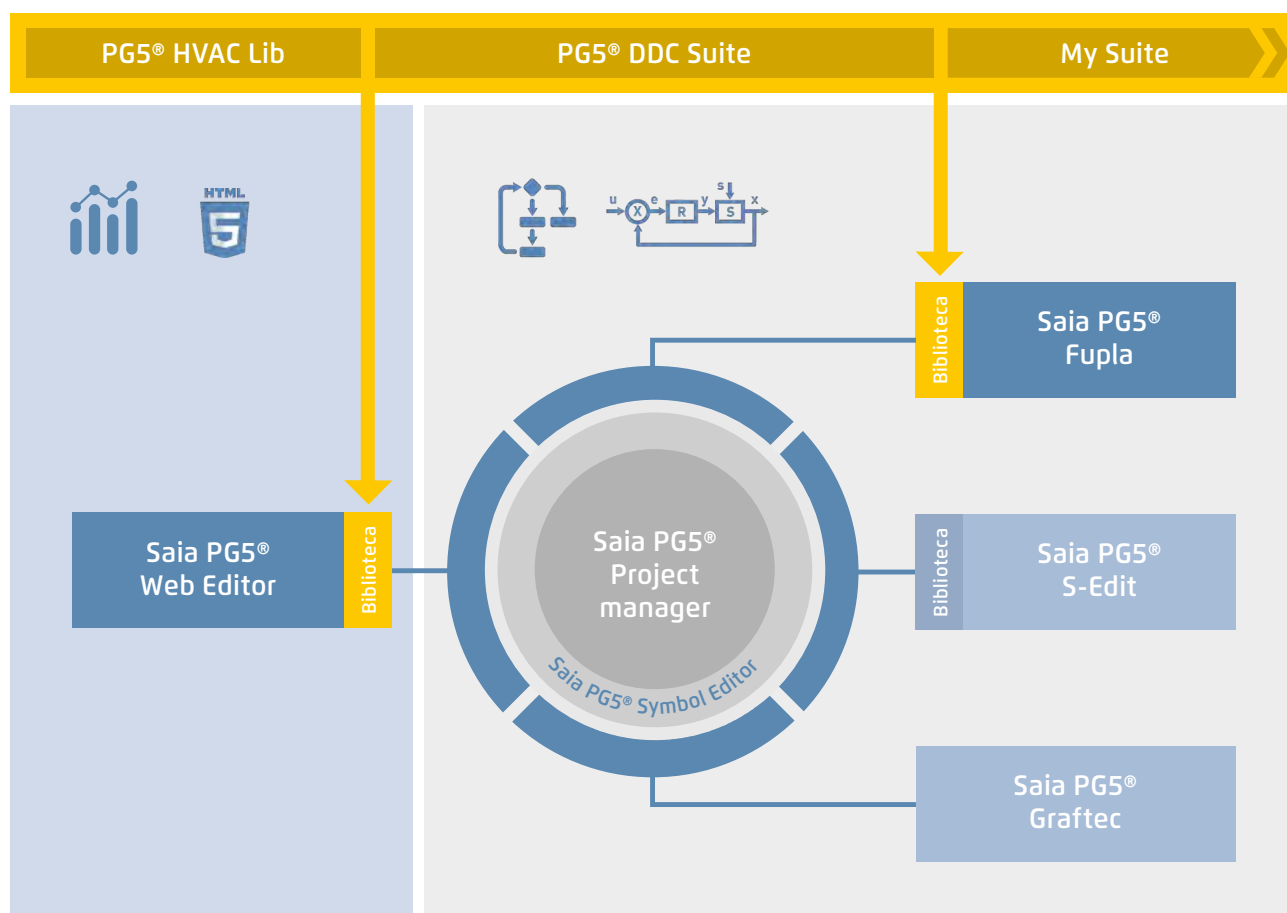 PG5® HVAC Lib
PG5® DDC Suite
My Suite
HTML
5
u
e
y
s
x
X
R
S
Biblioteca
Saia PG5®
Fupla
Saia PG5®
Web Editor
Biblioteca
Saia PG5®
Project
manager
Saia PG5® Symbol Editor
Biblioteca
Saia PG5®
S-Edit
Saia PG5®
Graftec